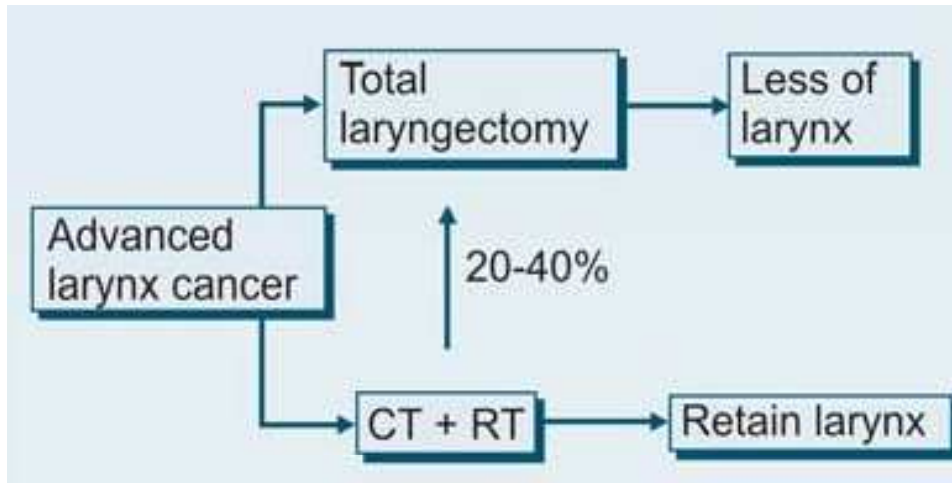 Total
laryngectomy
Less of
larynx
Advanced
larynx cancer
20-40%
CT + RT
Retain larynx